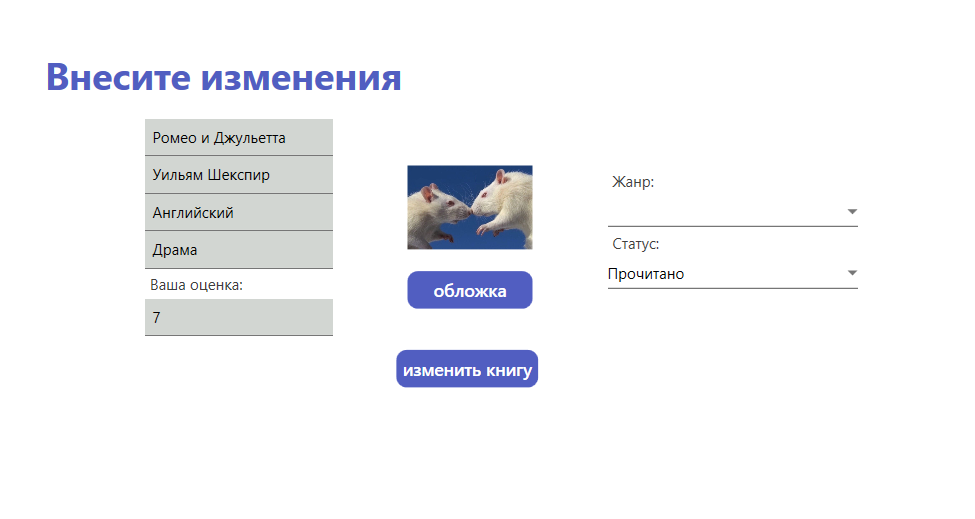 Внесите изменения
Ромео и Джульетта
Уильям Шекспир
Английский
Драма
Ваша оценка:
7
обложка
изменить книгу
Жанр:
Статус:
Прочитано